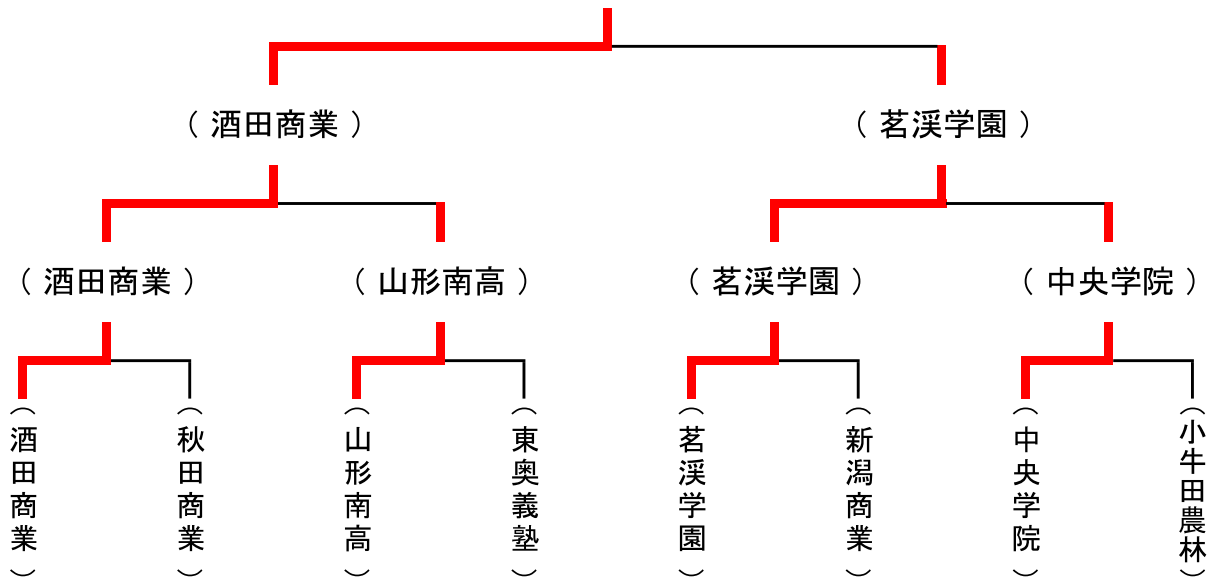 （ 酒田商業 ）
（ 茗渓学園 ）
（ 酒田商業 ）
（ 山形南高 ）
（ 茗渓学園 ）
（ 中央学院 ）
（酒田商業）
（秋田商業）
（山形南高）
（東奥義塾）
（茗渓学園）
（新潟商業）
（中央学院）
（小牛田農林）